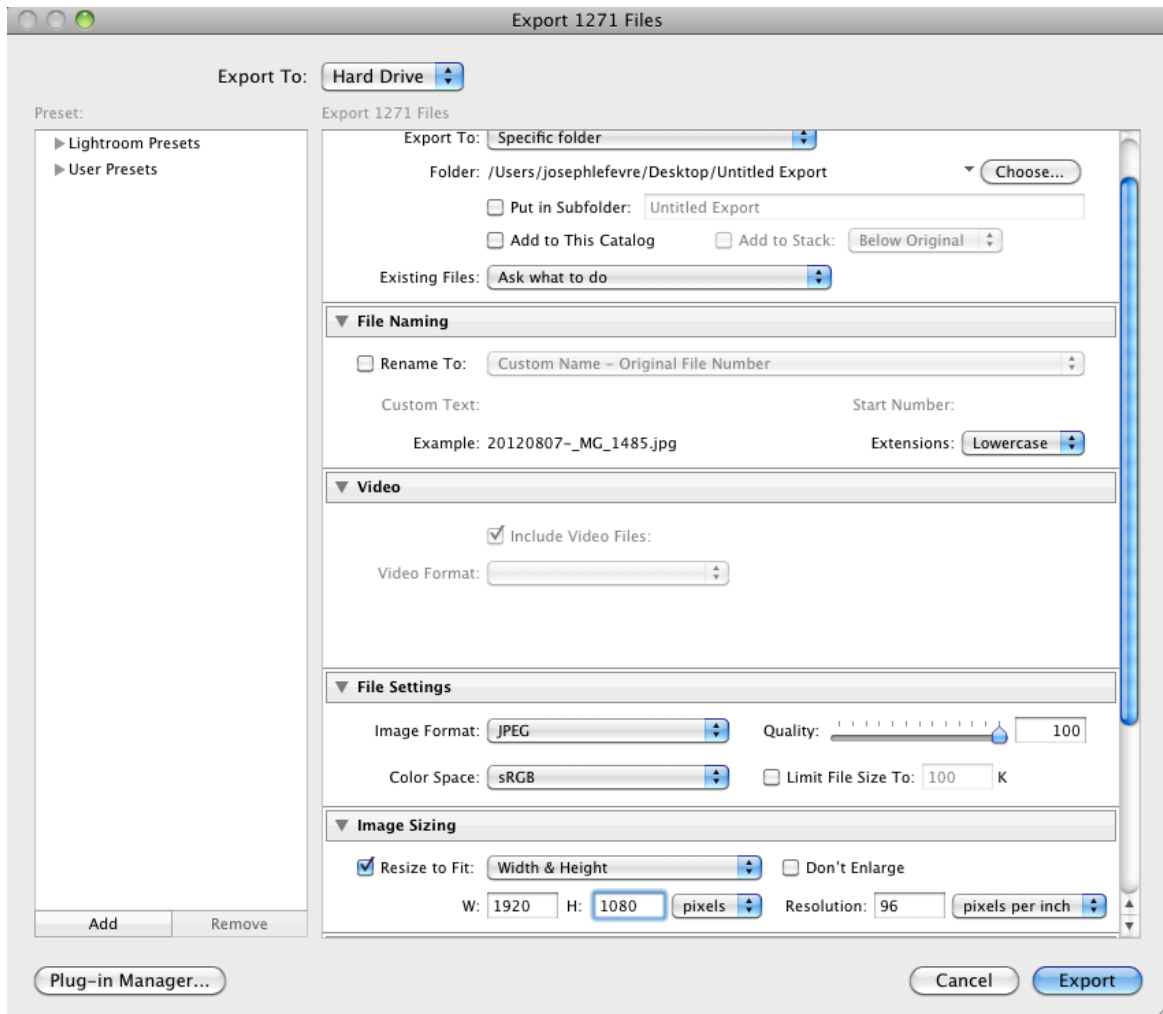 Export 1271 Files
Export To: Hard Drive
Preset:
Export 1271 Files
Lightroom Presets
User Presets
Export To: Specific folder
Folder: /Users/josephlefevre/Desktop/Untitled Export Choose...
Put in Subfolder: Untitled Export
Add to This Catalog Add to Stack: Below Original
Existing Files: Ask what to do
File Naming
Rename To: Custom Name – Original File Number
Custom Text: Start Number:
Example: 20120807-_MG_1485.jpg Extensions: Lowercase
Video
Include Video Files:
Video Format:
File Settings
Image Format: JPEG Quality: 100
Color Space: sRGB Limit File Size To: 100 K
Image Sizing
Resize to Fit: Width & Height Don't Enlarge
W: 1920 H: 1080 pixels Resolution: 96 pixels per inch
Add Remove
Plug-in Manager... Cancel Export